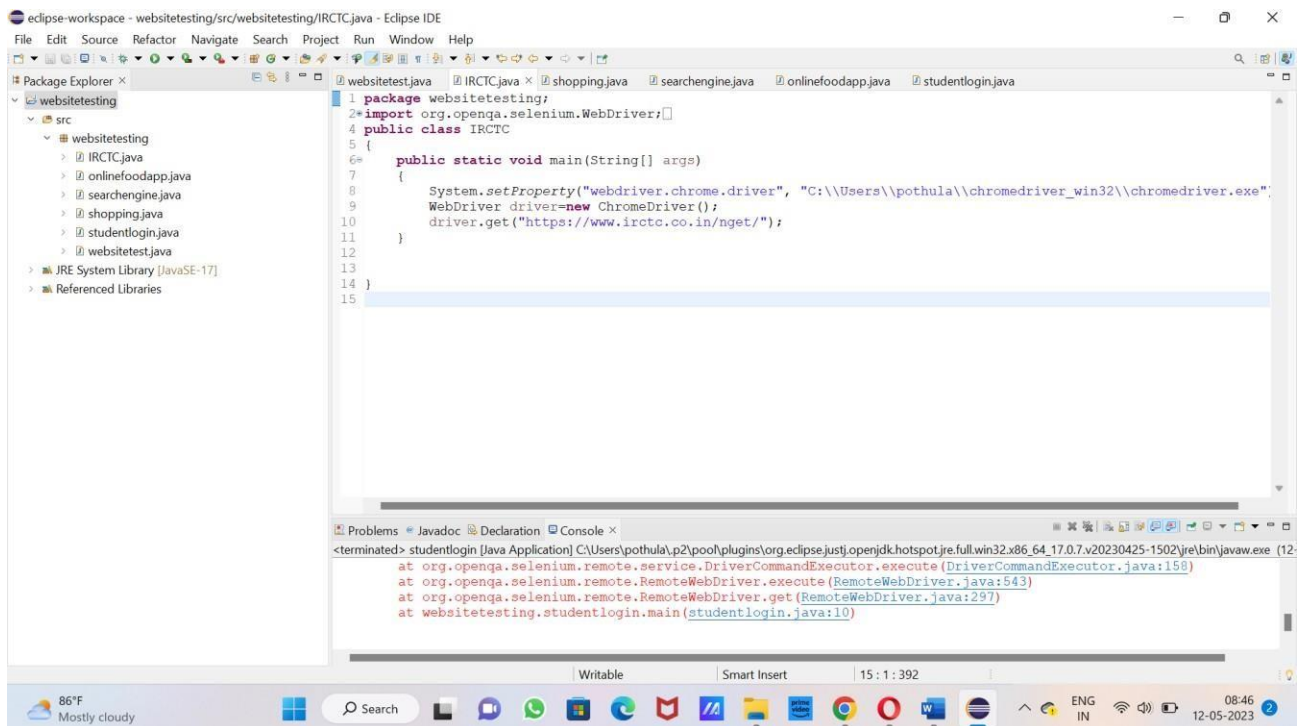 eclipse-workspace - websitetesting/src/websitetesting/IRCTC.java - Eclipse IDE
File Edit Source Refactor Navigate Search Project Run Window Help
Package Explorer ×
websitetesting
src
websitetesting
IRCTC.java
onlinefoodapp.java
searchengine.java
shopping.java
studentlogin.java
websitetest.java
JRE System Library [JavaSE-17]
Referenced Libraries
websitetest.java IRCTC.java × shopping.java searchengine.java onlinefoodapp.java studentlogin.java
1 package websitetesting;
2 import org.openqa.selenium.WebDriver;
4 public class IRCTC
5 {
6 public static void main(String[] args)
7 {
8 System.setProperty("webdriver.chrome.driver", "C:\\Users\\pothula\\chromedriver_win32\\chromedriver.exe"
9 WebDriver driver=new ChromeDriver();
10 driver.get("https://www.irctc.co.in/nget/");
11 }
12
13
14 }
15
Problems Javadoc Declaration Console ×
<terminated> studentlogin [Java Application] C:\Users\pothula\.p2\pool\plugins\org.eclipse.justj.openjdk.hotspot.jre.full.win32.x86_64_17.0.7.v20230425-1502\jre\bin\javaw.exe (12-
at org.openqa.selenium.remote.service.DriverCommandExecutor.execute(DriverCommandExecutor.java:158)
at org.openqa.selenium.remote.RemoteWebDriver.execute(RemoteWebDriver.java:543)
at org.openqa.selenium.remote.RemoteWebDriver.get(RemoteWebDriver.java:297)
at websitetesting.studentlogin.main(studentlogin.java:10)
Writable Smart Insert 15 : 1 : 392
86°F
Mostly cloudy
Search
prime video
ENG
IN
08:46
12-05-2023
2